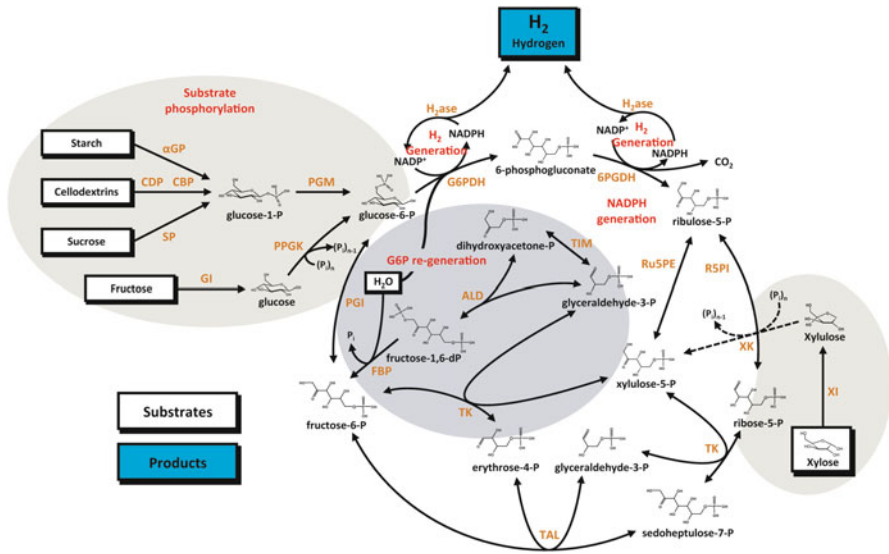 H₂
Hydrogen
Substrate
phosphorylation
H₂ase
H₂ase
NADPH
H₂
Generation
NADP⁺
NADP⁺
H₂
Generation
NADPH
CO₂
Starch
αGP
Cellodextrins
CDP
CBP
glucose-1-P
PGM
glucose-6-P
G6PDH
6-phosphogluconate
6PGDH
NADPH
generation
ribulose-5-P
Sucrose
SP
PPGK
(Pᵢ)ₙ₋₁
(Pᵢ)ₙ
G6P re-generation
dihydroxyacetone-P
TIM
Ru5PE
R5PI
Fructose
GI
glucose
PGI
H₂O
ALD
glyceraldehyde-3-P
(Pᵢ)ₙ
(Pᵢ)ₙ₋₁
Xylulose
Pᵢ
fructose-1,6-dP
FBP
XK
xylulose-5-P
XI
Substrates
fructose-6-P
TK
ribose-5-P
TK
Xylose
Products
erythrose-4-P
glyceraldehyde-3-P
TAL
sedoheptulose-7-P